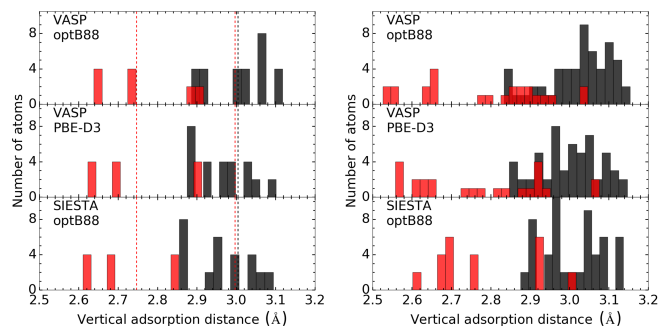 VASP
optB88
8
4
0
VASP
PBE-D3
8
4
0
SIESTA
optB88
8
4
0
Number of atoms
2.5 2.6 2.7 2.8 2.9 3.0 3.1 3.2
Vertical adsorption distance (Å)
VASP
optB88
8
4
0
VASP
PBE-D3
8
4
0
SIESTA
optB88
8
4
0
Number of atoms
2.5 2.6 2.7 2.8 2.9 3.0 3.1 3.2
Vertical adsorption distance (Å)